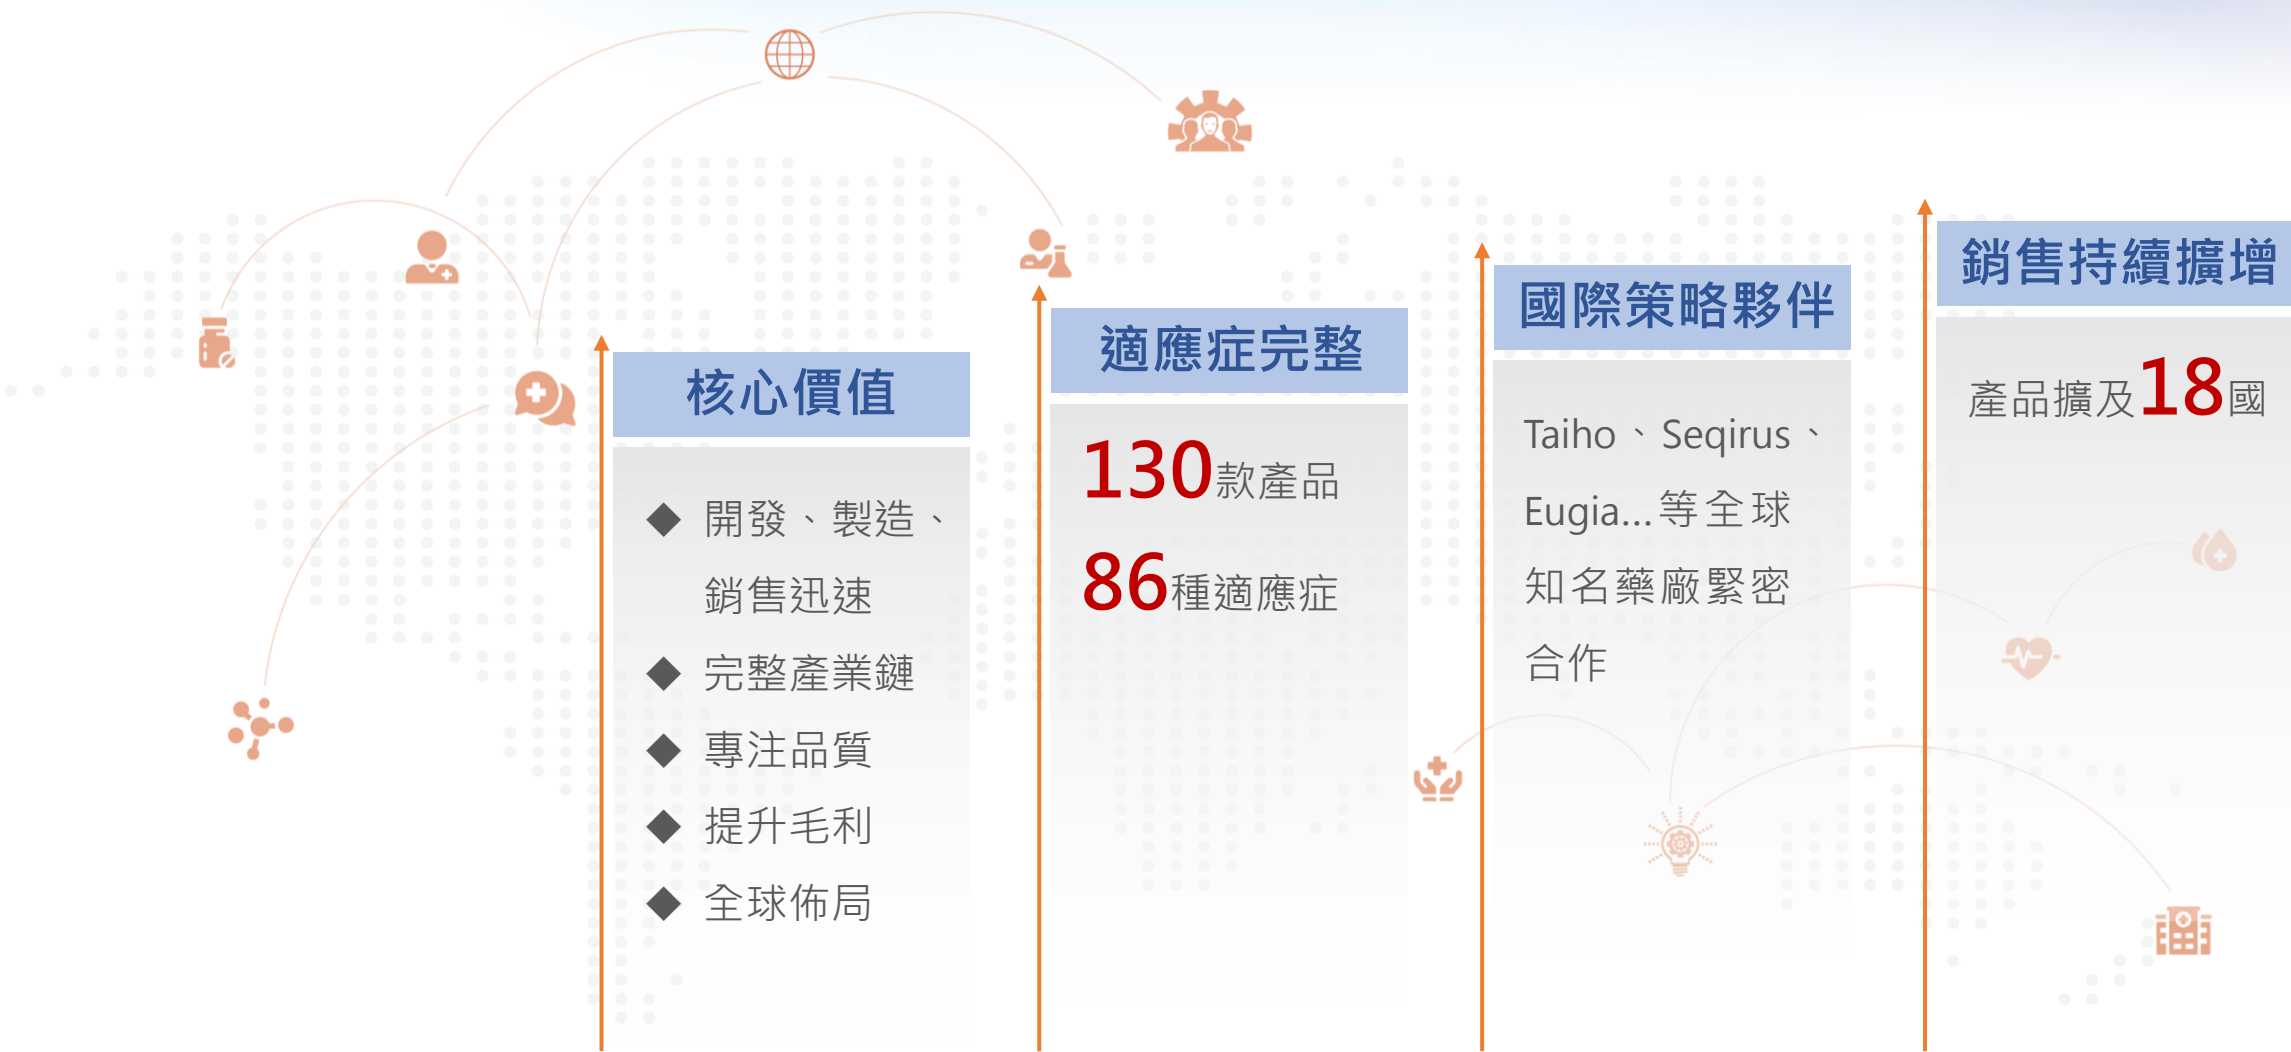 核心價值
◆ 開發、製造、
銷售迅速
◆ 完整產業鏈
◆ 專注品質
◆ 提升毛利
◆ 全球佈局
適應症完整
130款產品
86種適應症
國際策略夥伴
Taiho、Seqirus、
Eugia...等全球
知名藥廠緊密
合作
銷售持續擴增
產品擴及18國